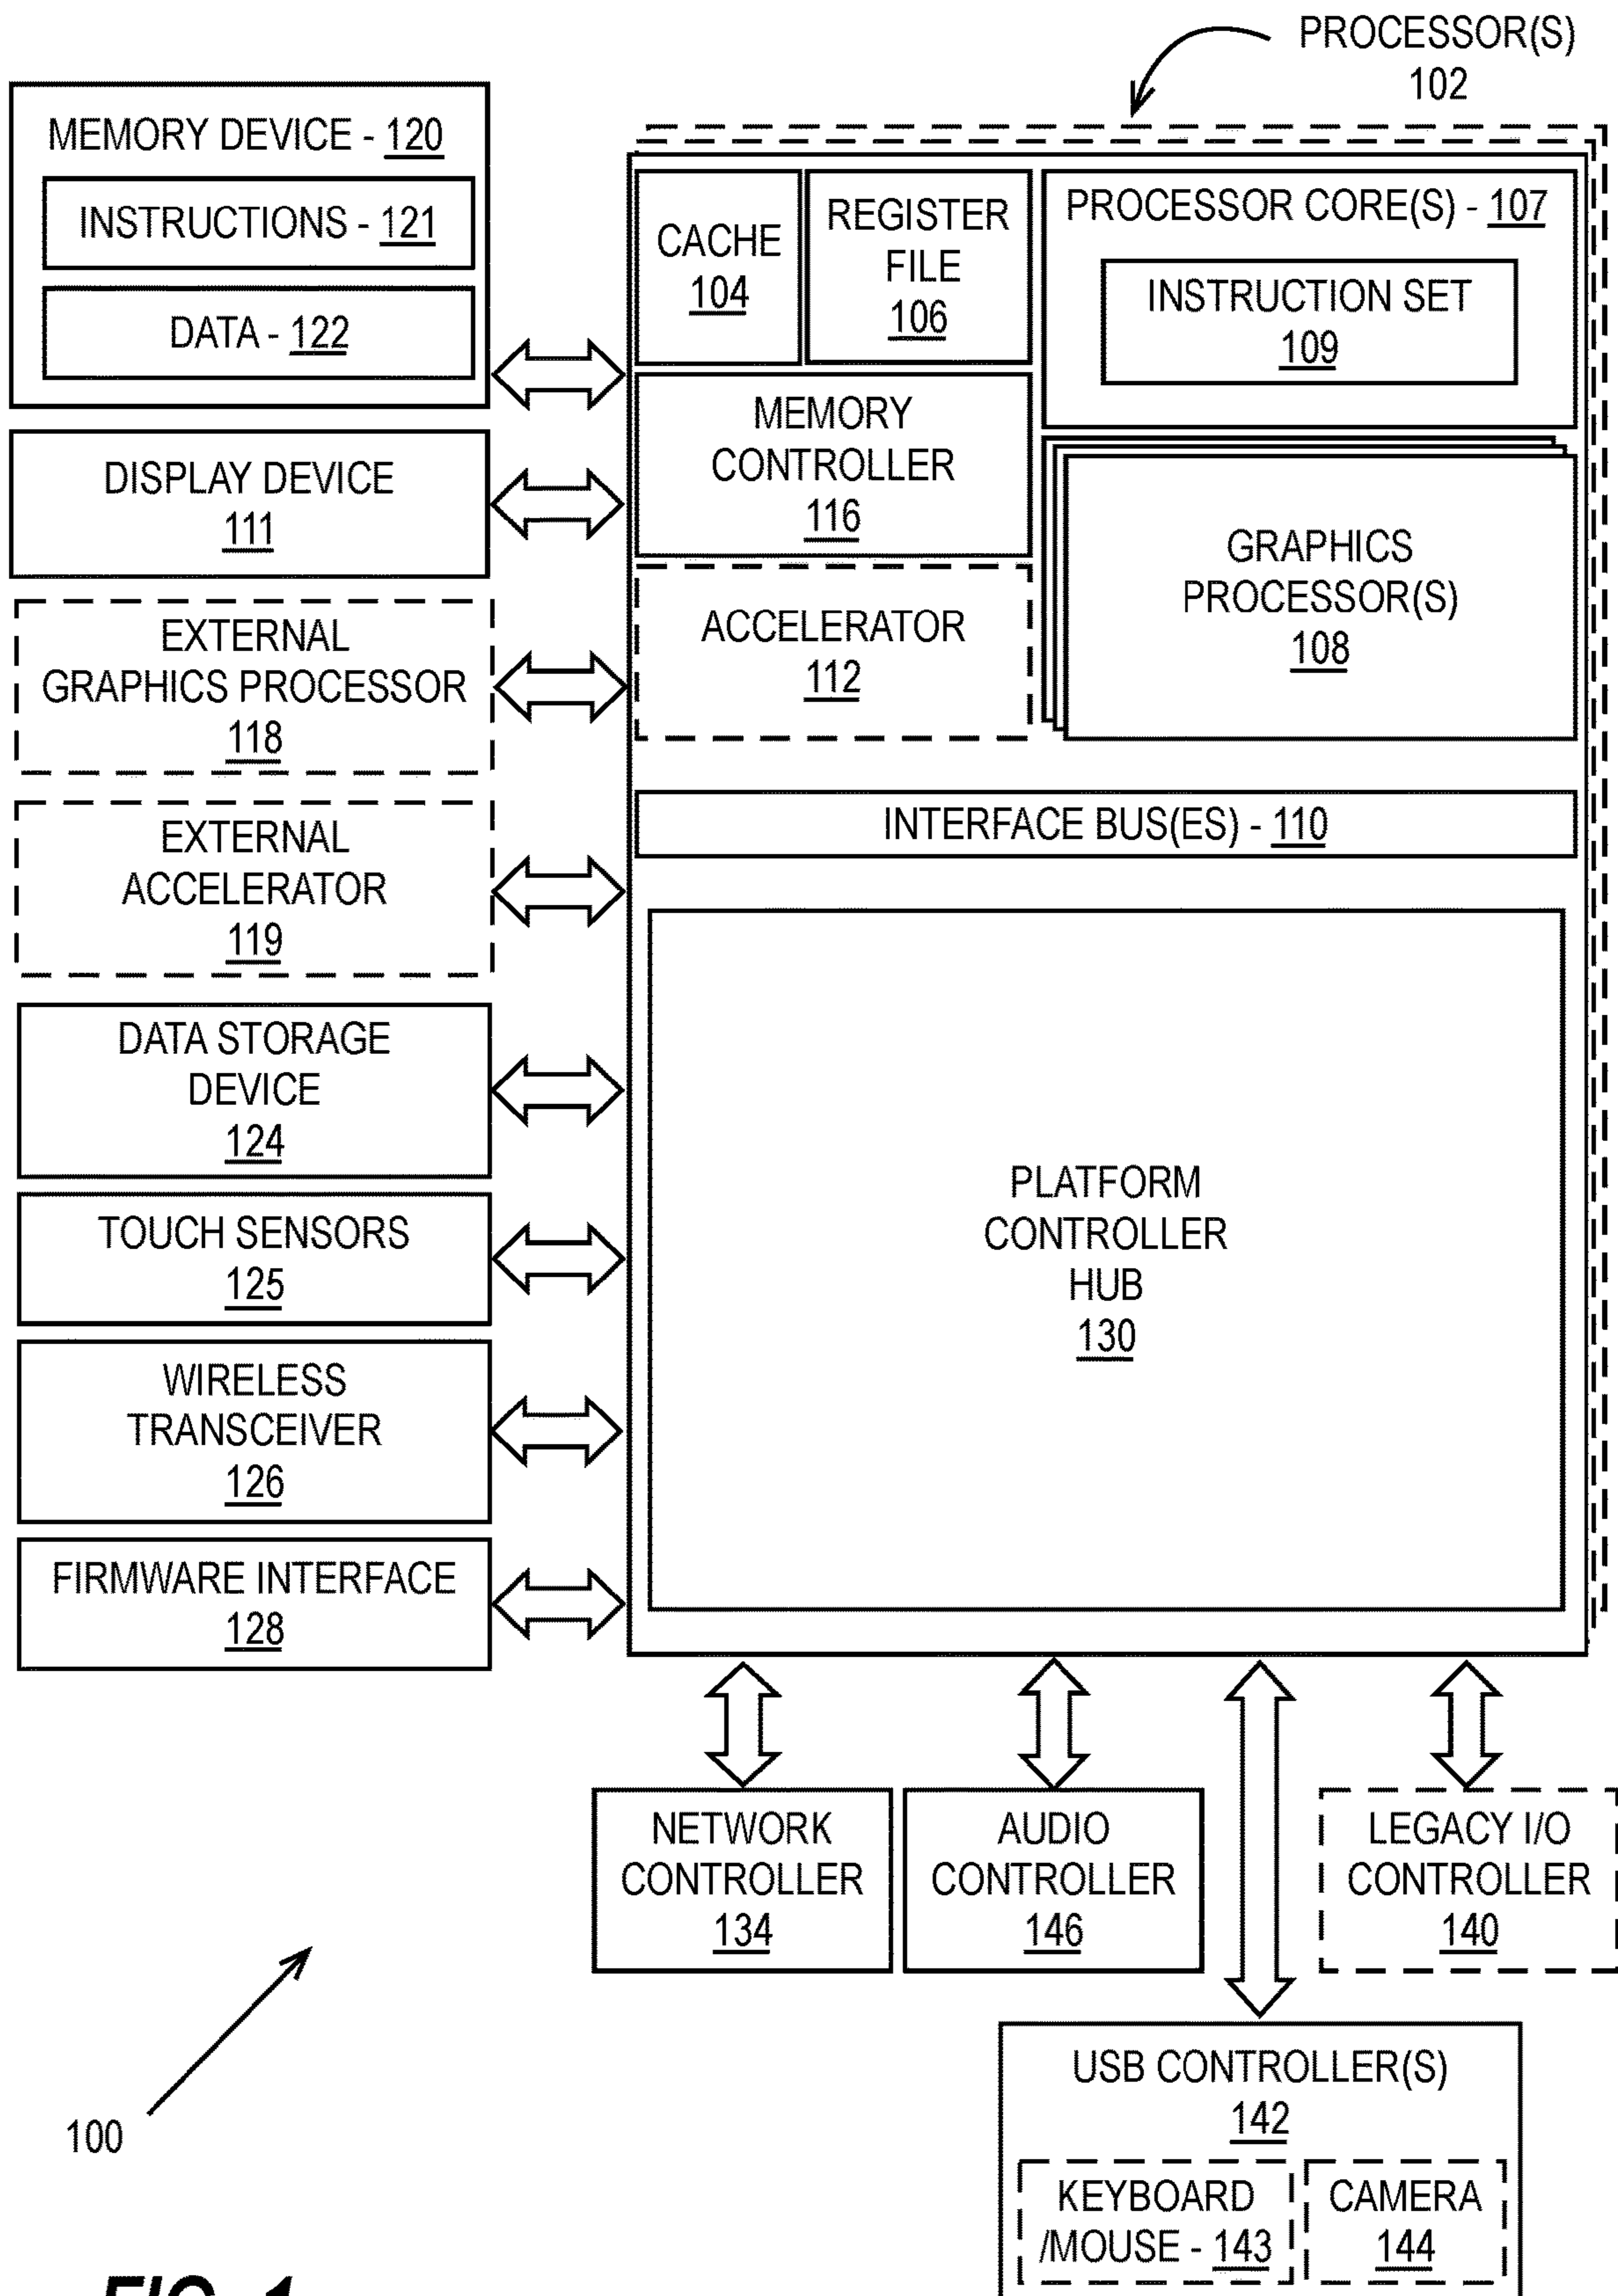 PROCESSOR(S)
102
MEMORY DEVICE - 120
INSTRUCTIONS - 121
DATA - 122
DISPLAY DEVICE
111
EXTERNAL
GRAPHICS PROCESSOR
118
EXTERNAL
ACCELERATOR
119
DATA STORAGE
DEVICE
124
TOUCH SENSORS
125
WIRELESS
TRANSCEIVER
126
FIRMWARE INTERFACE
128
CACHE
104
REGISTER
FILE
106
PROCESSOR CORE(S) - 107
INSTRUCTION SET
109
MEMORY
CONTROLLER
116
ACCELERATOR
112
GRAPHICS
PROCESSOR(S)
108
INTERFACE BUS(ES) - 110
PLATFORM
CONTROLLER
HUB
130
NETWORK
CONTROLLER
134
AUDIO
CONTROLLER
146
LEGACY I/O
CONTROLLER
140
USB CONTROLLER(S)
142
KEYBOARD
/MOUSE - 143
CAMERA
144
100
FIG. 1